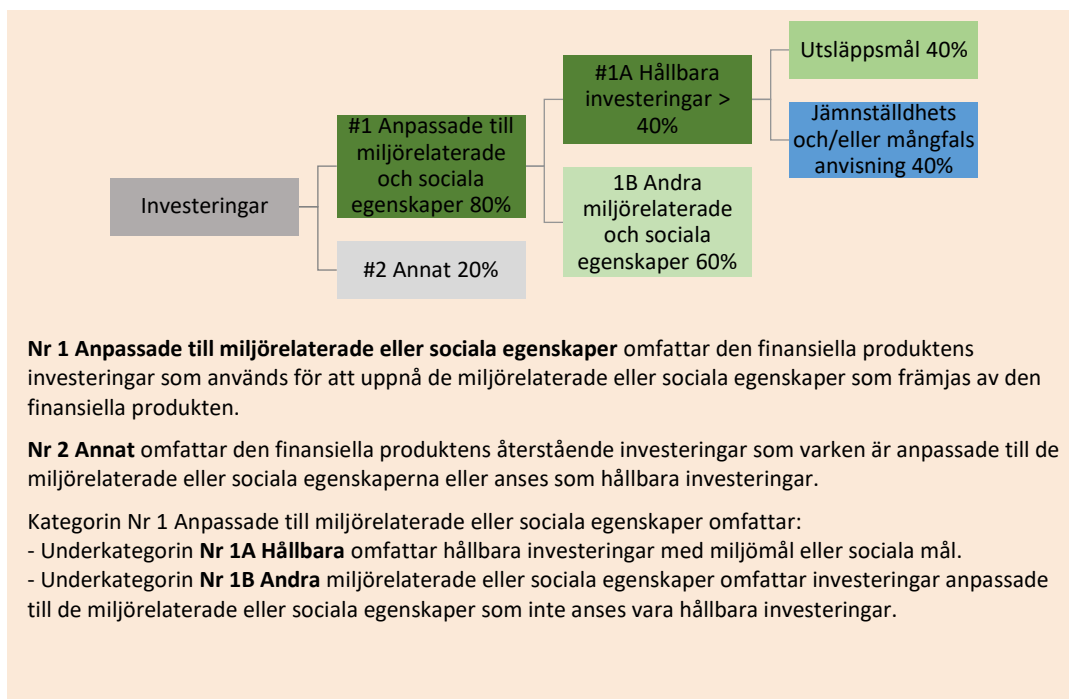 Investeringar
#1 Anpassade till
miljörelaterade
och sociala
egenskaper 80%
#2 Annat 20%
#1A Hållbara
investeringar >
40%
1B Andra
miljörelaterade
och sociala
egenskaper 60%
Utsläppsmål 40%
Jämnställdhets
och/eller mångfals
anvisning 40%
Nr 1 Anpassade till miljörelaterade eller sociala egenskaper omfattar den finansiella produktens
investeringar som används för att uppnå de miljörelaterade eller sociala egenskaper som främjas av den
finansiella produkten.
Nr 2 Annat omfattar den finansiella produktens återstående investeringar som varken är anpassade till de
miljörelaterade eller sociala egenskaperna eller anses som hållbara investeringar.
Kategorin Nr 1 Anpassade till miljörelaterade eller sociala egenskaper omfattar:
- Underkategorin Nr 1A Hållbara omfattar hållbara investeringar med miljömål eller sociala mål.
- Underkategorin Nr 1B Andra miljörelaterade eller sociala egenskaper omfattar investeringar anpassade
till de miljörelaterade eller sociala egenskaper som inte anses vara hållbara investeringar.